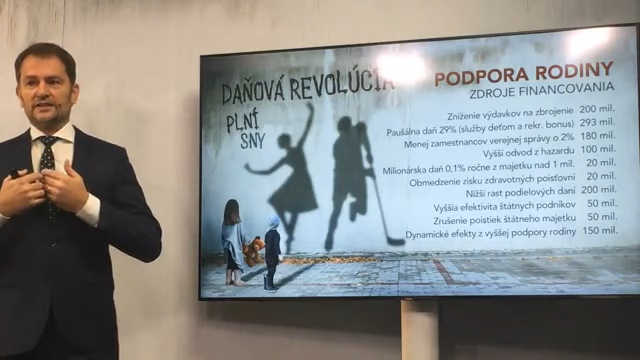 DAŇOVÁ REVOLÚCIA
PLNÍ
SNY
PODPORA RODINY
ZDROJE FINANCOVANIA
Zníženie výdavkov na zbrojenie 200 mil.
Paušálna daň 29% (služby deťom a rekr. bonus) 293 mil.
Menej zamestnancov verejnej správy o 2% 180 mil.
Vyšší odvod z hazardu 100 mil.
Milionárska daň 0,1% ročne z majetku nad 1 mil. 20 mil.
Obmedzenie zisku zdravotných poisťovní 20 mil.
Nižší rast podielových daní 200 mil.
Vyššia efektivita štátnych podnikov 50 mil.
Zrušenie poistiek štátneho majetku 50 mil.
Dynamické efekty z vyššej podpory rodiny 150 mil.